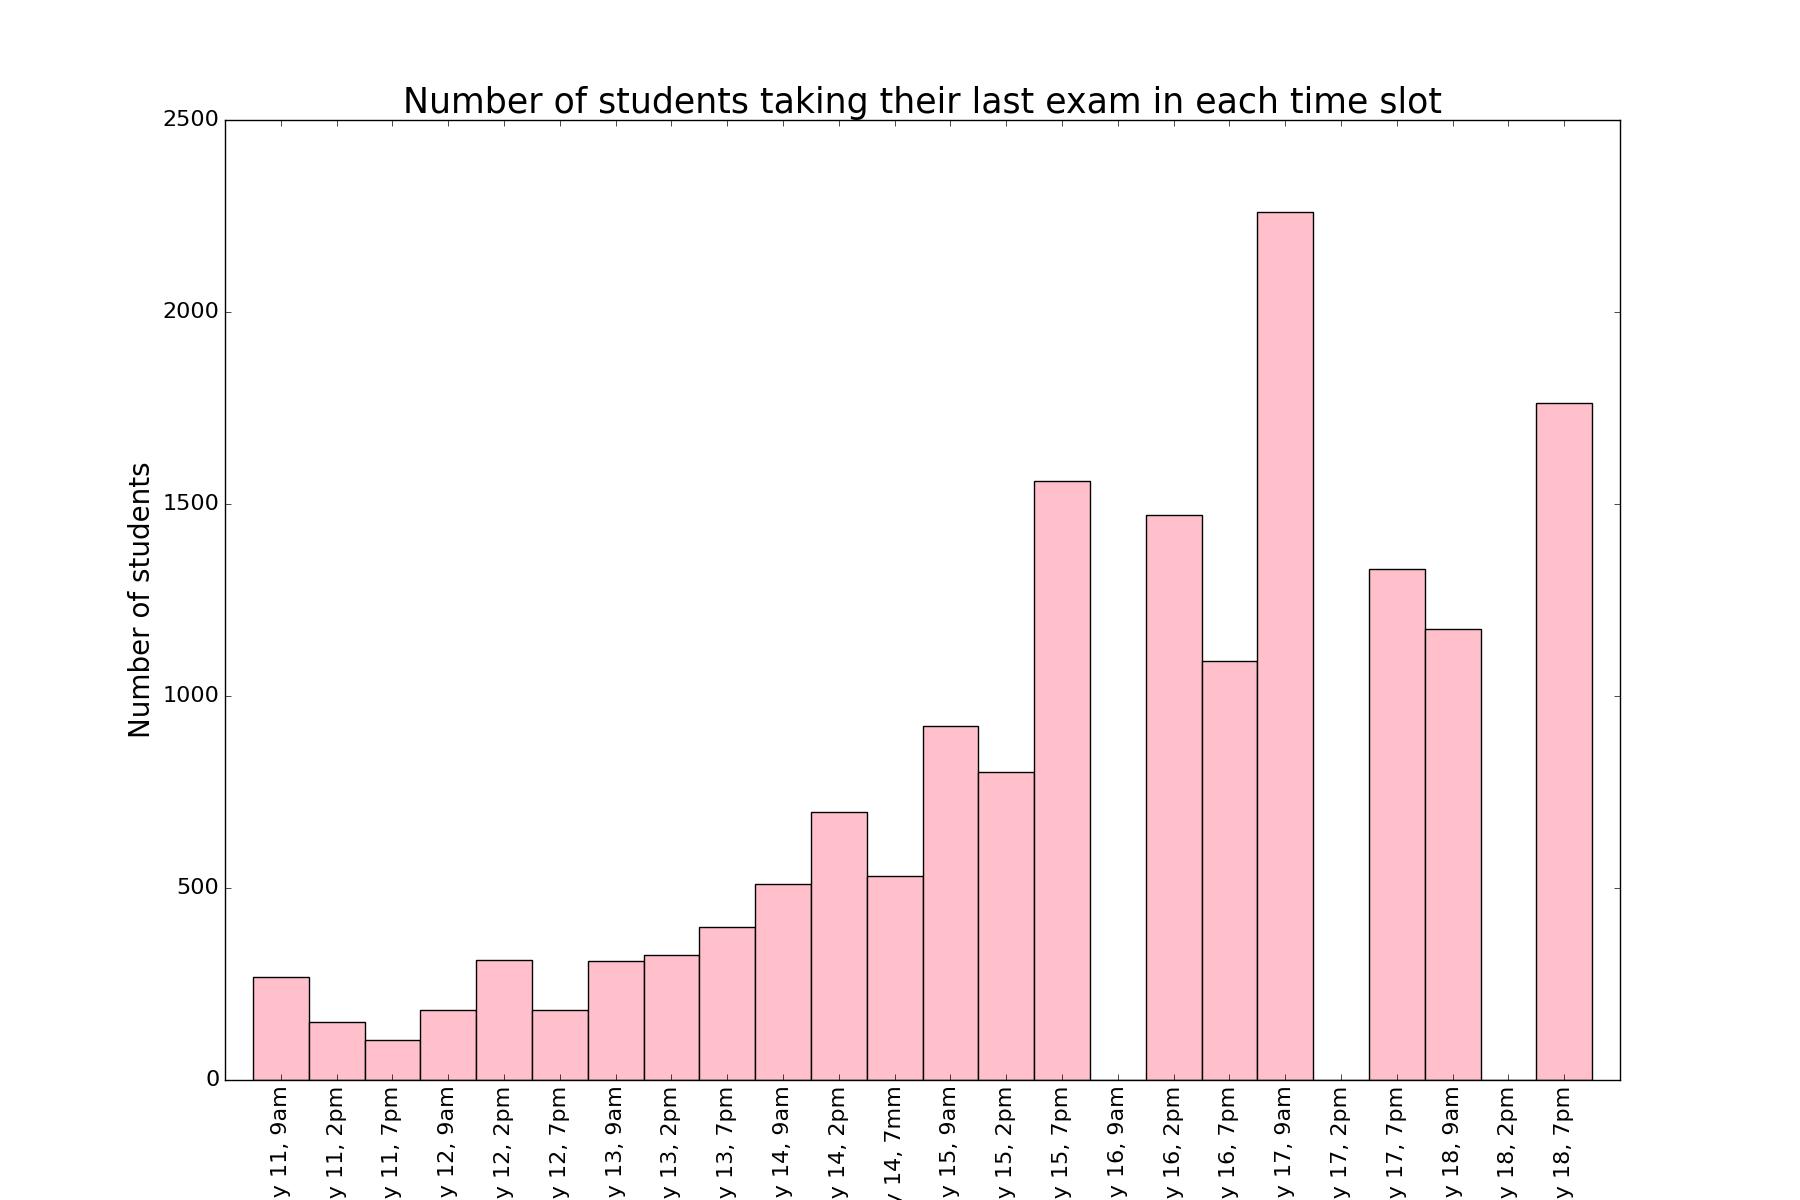 Number of students taking their last exam in each time slot
Number of students
2500
2000
1500
1000
500
0
y 11, 9am
y 11, 2pm
y 11, 7pm
y 12, 9am
y 12, 2pm
y 12, 7pm
y 13, 9am
y 13, 2pm
y 13, 7pm
y 14, 9am
y 14, 2pm
y 14, 7mm
y 15, 9am
y 15, 2pm
y 15, 7pm
y 16, 9am
y 16, 2pm
y 16, 7pm
y 17, 9am
y 17, 2pm
y 17, 7pm
y 18, 9am
y 18, 2pm
y 18, 7pm